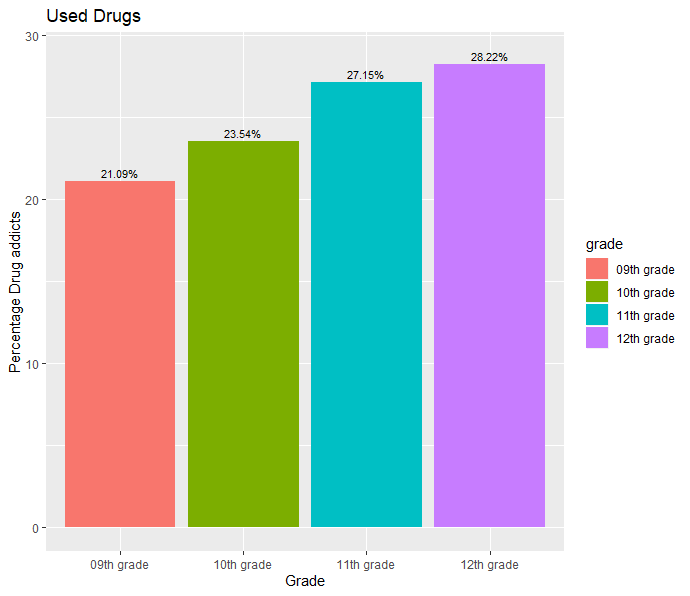 Used Drugs
30
20
10
0
Percentage Drug addicts
21.09%
23.54%
27.15%
28.22%
09th grade
10th grade
11th grade
12th grade
Grade
grade
09th grade
10th grade
11th grade
12th grade